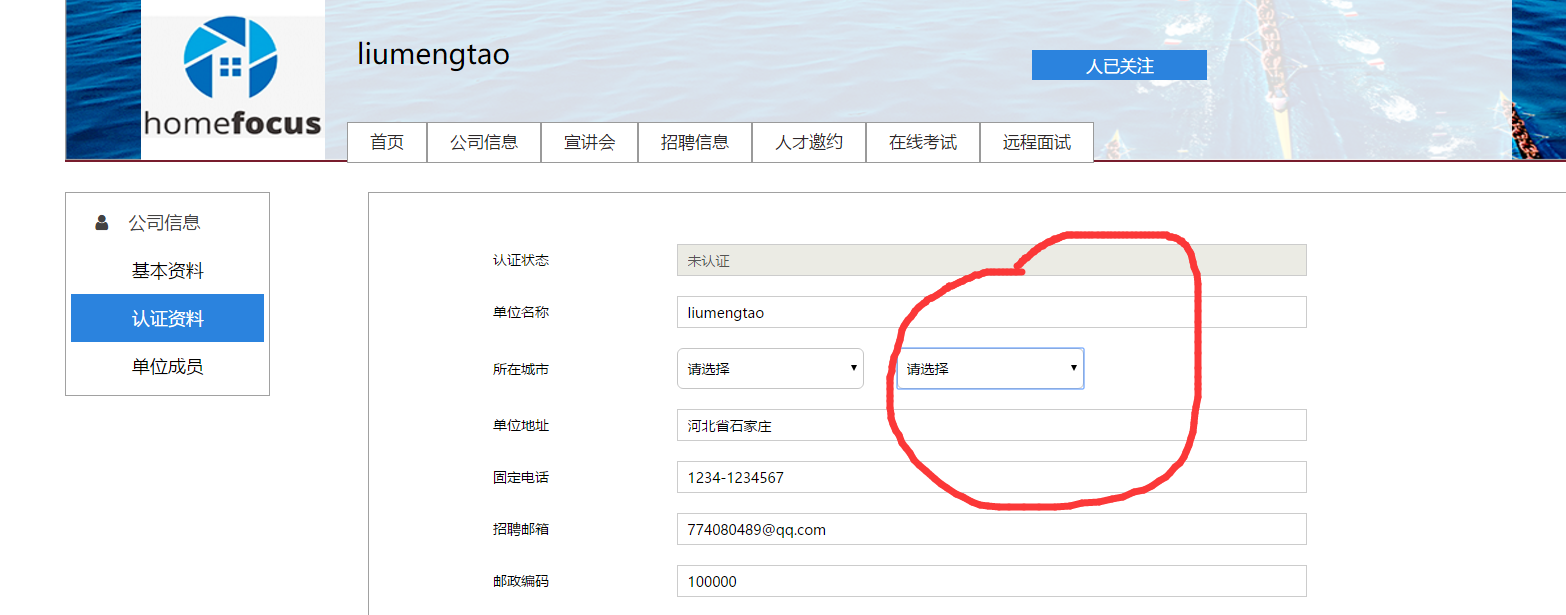 homefocus
liumengtao
人已关注
首页 公司信息 宣讲会 招聘信息 人才邀约 在线考试 远程面试
公司信息
基本资料
认证资料
单位成员
认证状态 未认证
单位名称 liumengtao
所在城市 请选择 请选择
单位地址 河北省石家庄
固定电话 1234-1234567
招聘邮箱 774080489@qq.com
邮政编码 100000